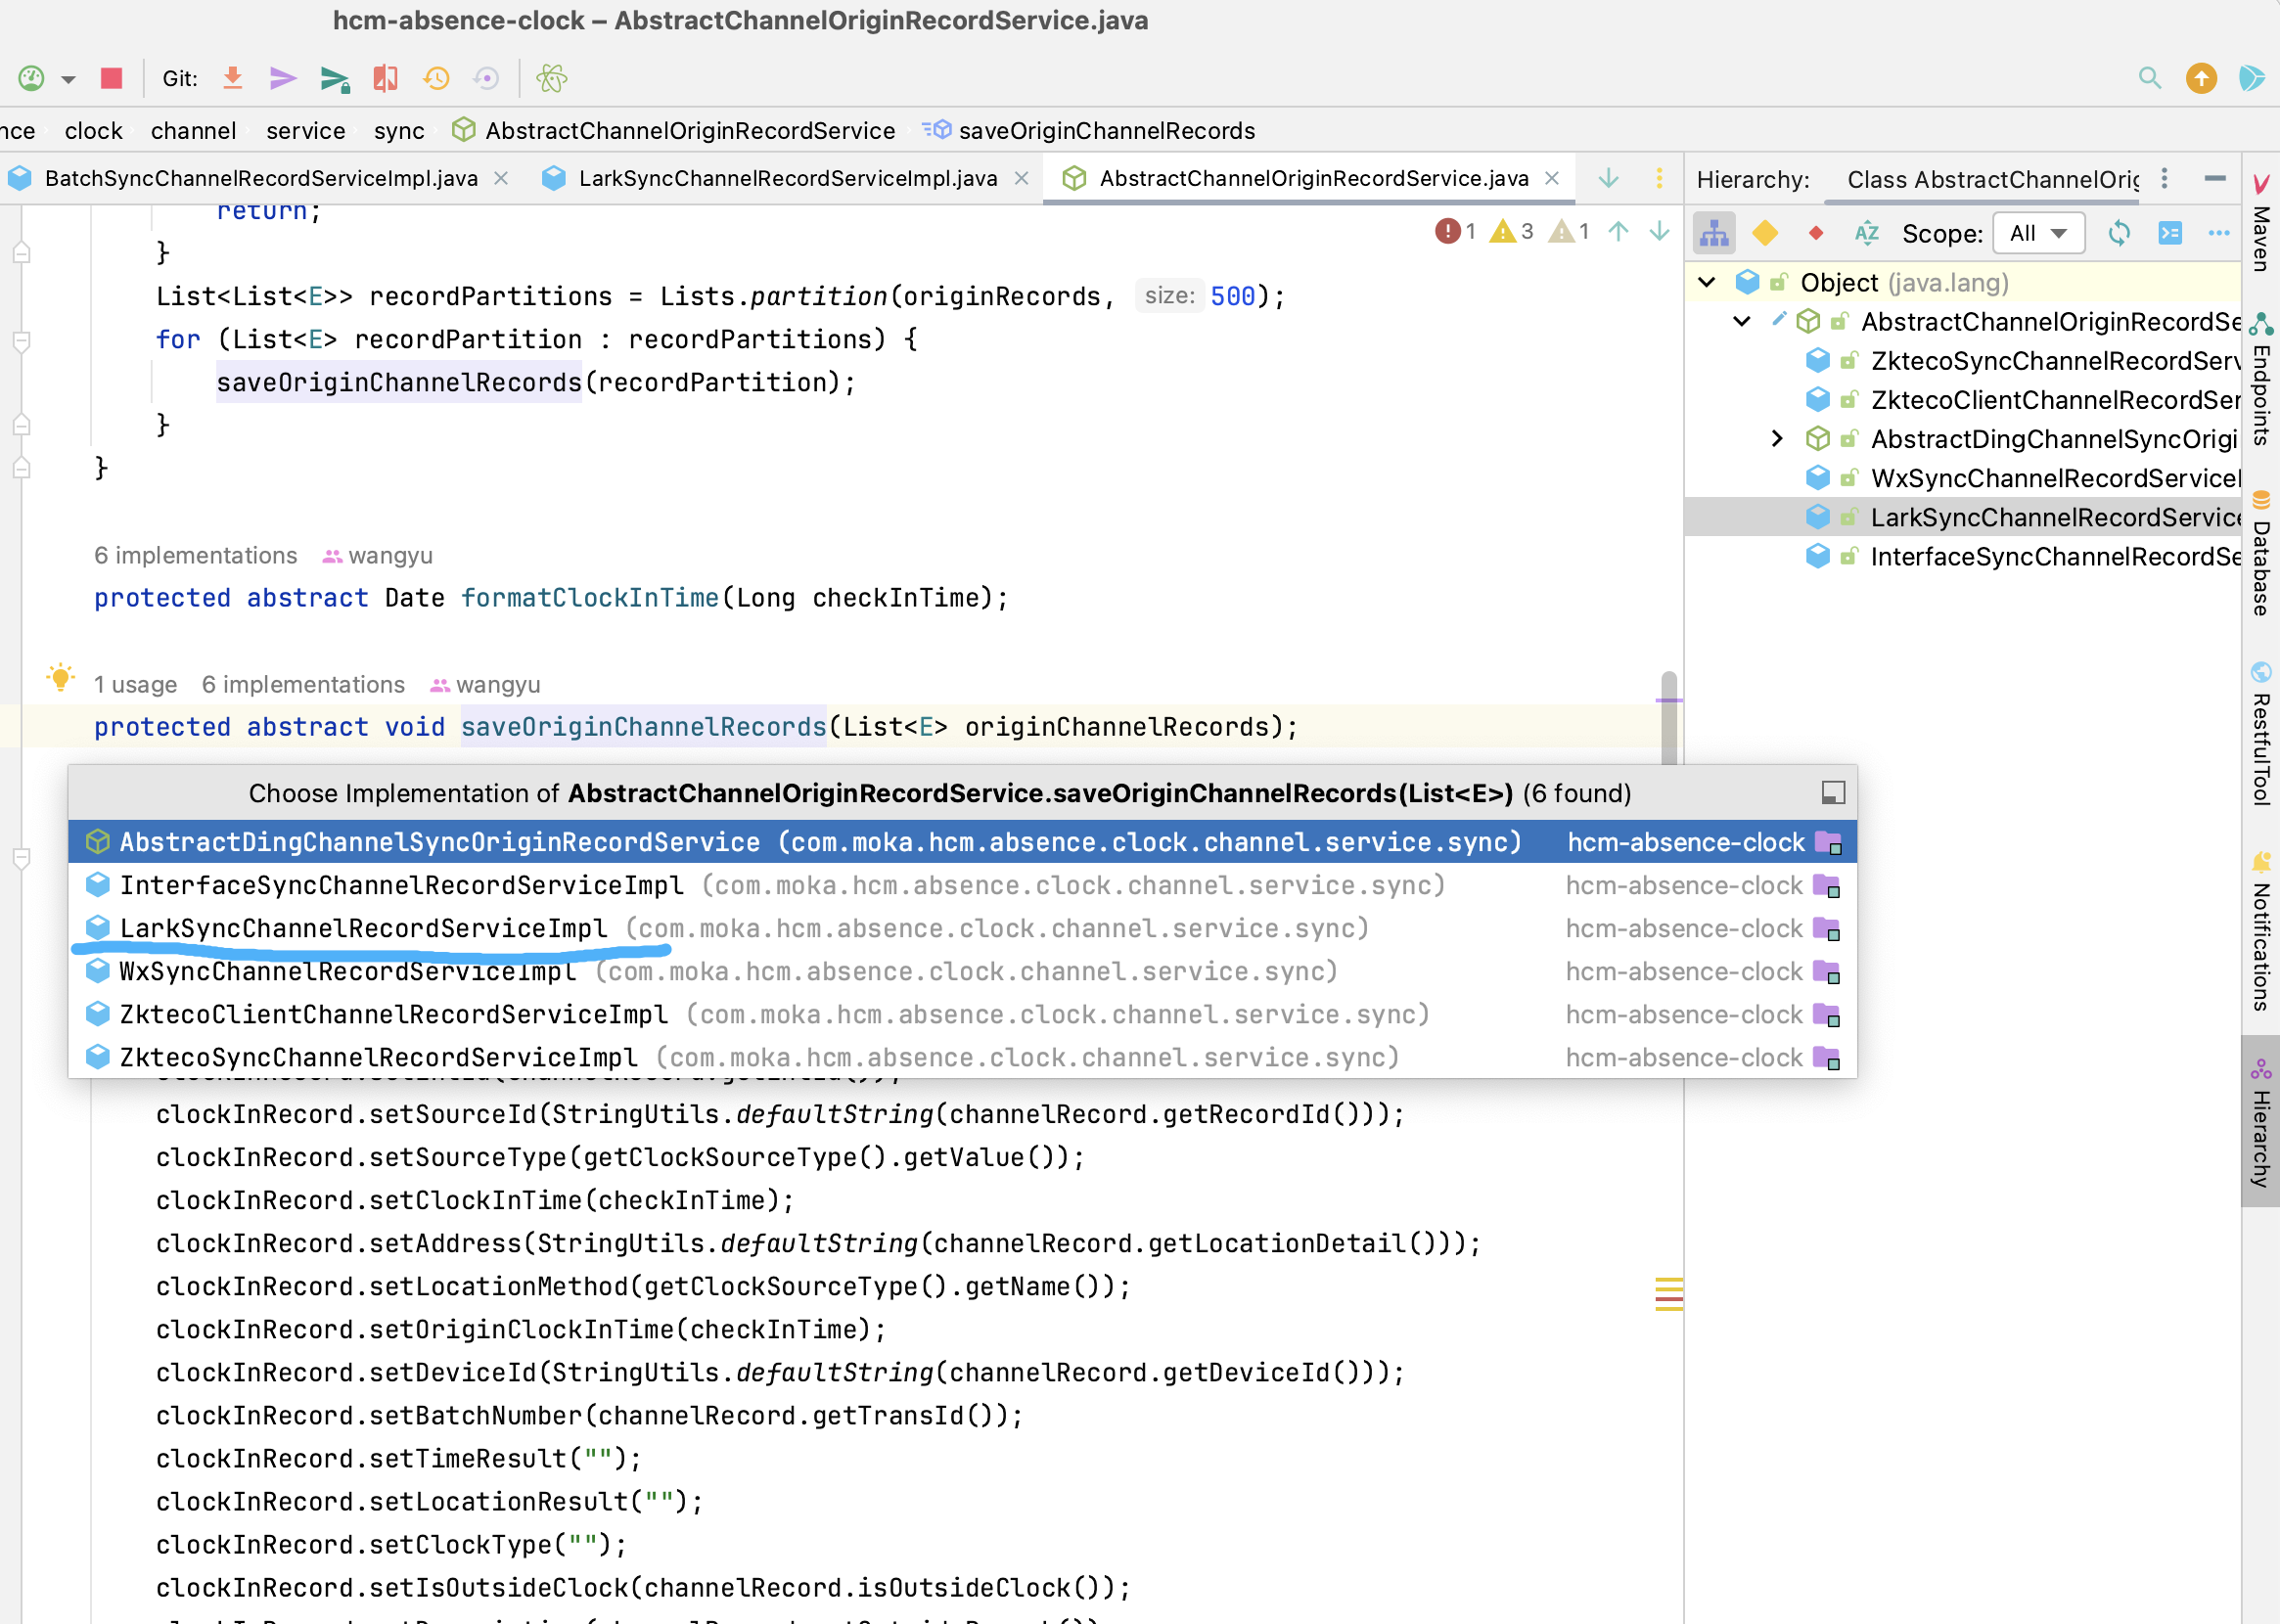 hcm-absence-clock – AbstractChannelOriginRecordService.java
Git:
clock channel service sync AbstractChannelOriginRecordService saveOriginChannelRecords
BatchSyncChannelRecordServiceImpl.java LarkSyncChannelRecordServiceImpl.java AbstractChannelOriginRecordService.java
Hierarchy: Class AbstractChannelOrig
return;
1 3 1
Scope: All
}
List<List<E>> recordPartitions = Lists.partition(originRecords, size: 500);
for (List<E> recordPartition : recordPartitions) {
saveOriginChannelRecords(recordPartition);
}
}
6 implementations wangyu
protected abstract Date formatClockInTime(Long checkInTime);
1 usage 6 implementations wangyu
protected abstract void saveOriginChannelRecords(List<E> originChannelRecords);
Choose Implementation of AbstractChannelOriginRecordService.saveOriginChannelRecords(List<E>) (6 found)
AbstractDingChannelSyncOriginRecordService (com.moka.hcm.absence.clock.channel.service.sync) hcm-absence-clock
InterfaceSyncChannelRecordServiceImpl (com.moka.hcm.absence.clock.channel.service.sync) hcm-absence-clock
LarkSyncChannelRecordServiceImpl (com.moka.hcm.absence.clock.channel.service.sync) hcm-absence-clock
WxSyncChannelRecordServiceImpl (com.moka.hcm.absence.clock.channel.service.sync) hcm-absence-clock
ZktecoClientChannelRecordServiceImpl (com.moka.hcm.absence.clock.channel.service.sync) hcm-absence-clock
ZktecoSyncChannelRecordServiceImpl (com.moka.hcm.absence.clock.channel.service.sync) hcm-absence-clock
clockInRecord.setSourceId(StringUtils.defaultString(channelRecord.getRecordId()));
clockInRecord.setSourceType(getClockSourceType().getValue());
clockInRecord.setClockInTime(checkInTime);
clockInRecord.setAddress(StringUtils.defaultString(channelRecord.getLocationDetail()));
clockInRecord.setLocationMethod(getClockSourceType().getName());
clockInRecord.setOriginClockInTime(checkInTime);
clockInRecord.setDeviceId(StringUtils.defaultString(channelRecord.getDeviceId()));
clockInRecord.setBatchNumber(channelRecord.getTransId());
clockInRecord.setTimeResult("");
clockInRecord.setLocationResult("");
clockInRecord.setClockType("");
clockInRecord.setIsOutsideClock(channelRecord.isOutsideClock());
Object (java.lang)
AbstractChannelOriginRecordSe
ZktecoSyncChannelRecordServ
ZktecoClientChannelRecordSer
AbstractDingChannelSyncOrigi
WxSyncChannelRecordService
LarkSyncChannelRecordService
InterfaceSyncChannelRecordSe
Maven
Endpoints
Database
RestfulTool
Notifications
Hierarchy